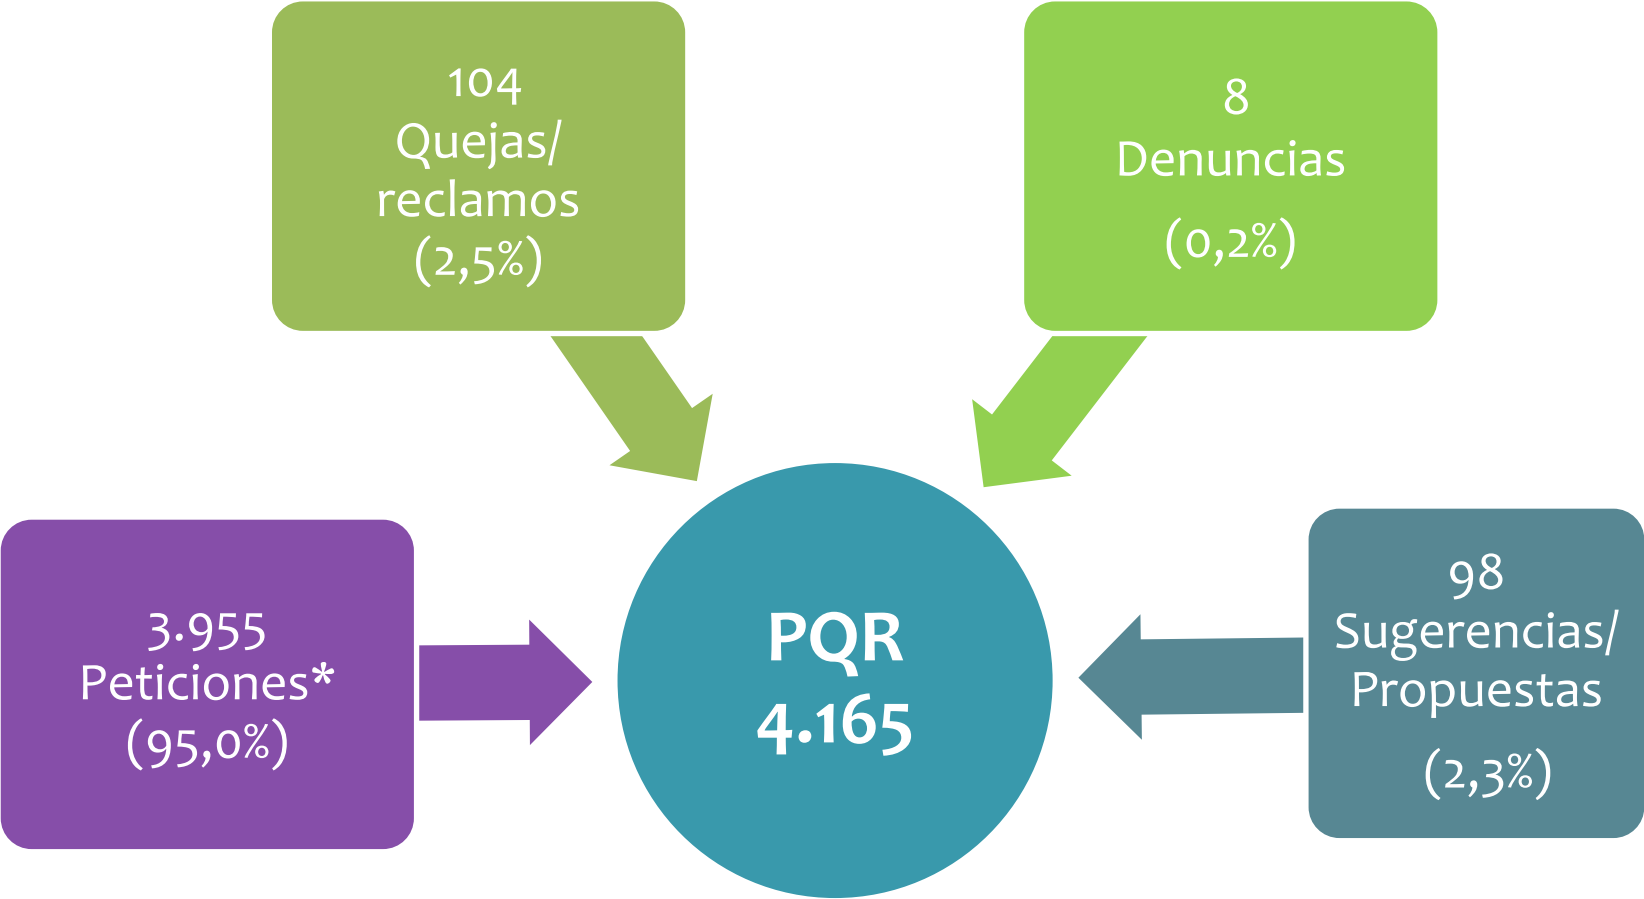 104
Quejas/
reclamos
(2,5%)
8
Denuncias
(0,2%)
3.955
Peticiones*
(95,0%)
PQR
4.165
98
Sugerencias/
Propuestas
(2,3%)